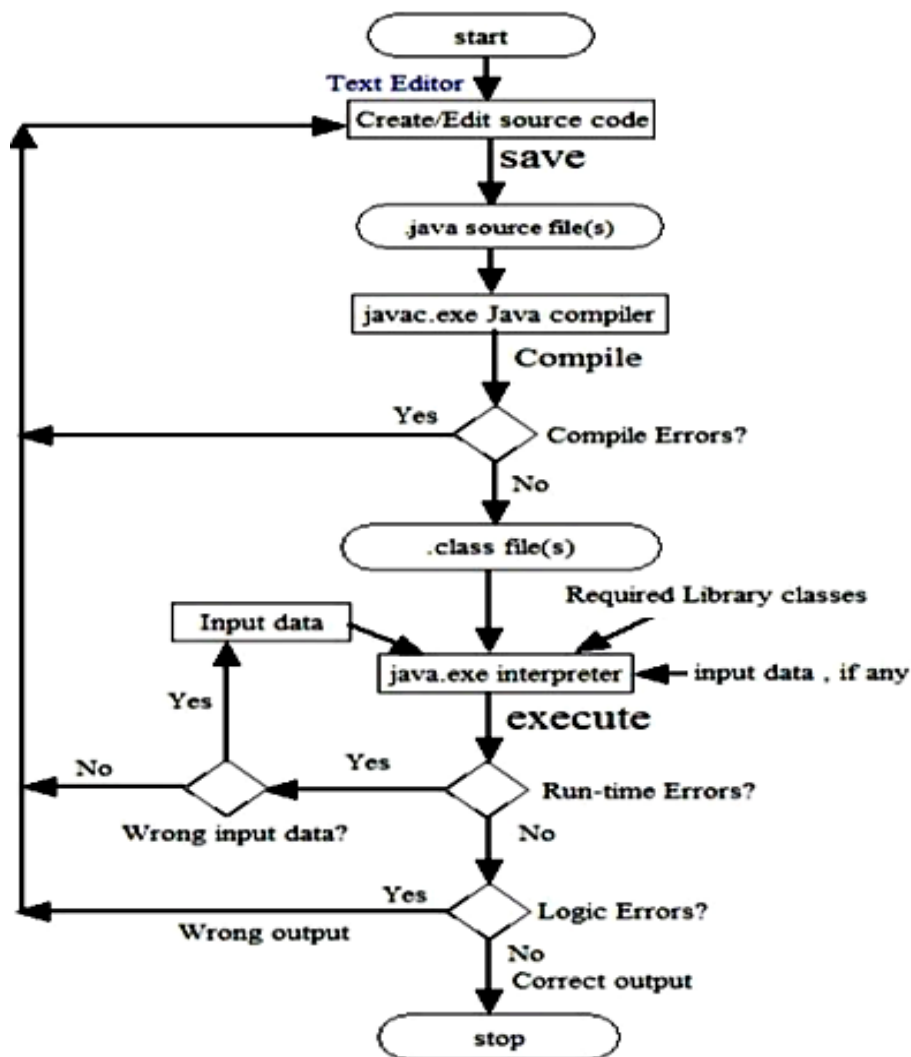 start
Text Editor
Create/Edit source code
save
.java source file(s)
javac.exe Java compiler
Compile
Yes
Compile Errors?
No
.class file(s)
Required Library classes
Input data
java.exe interpreter
input data , if any
Yes
execute
No
Yes
Run-time Errors?
Wrong input data?
No
Yes
Logic Errors?
Wrong output
No
Correct output
stop